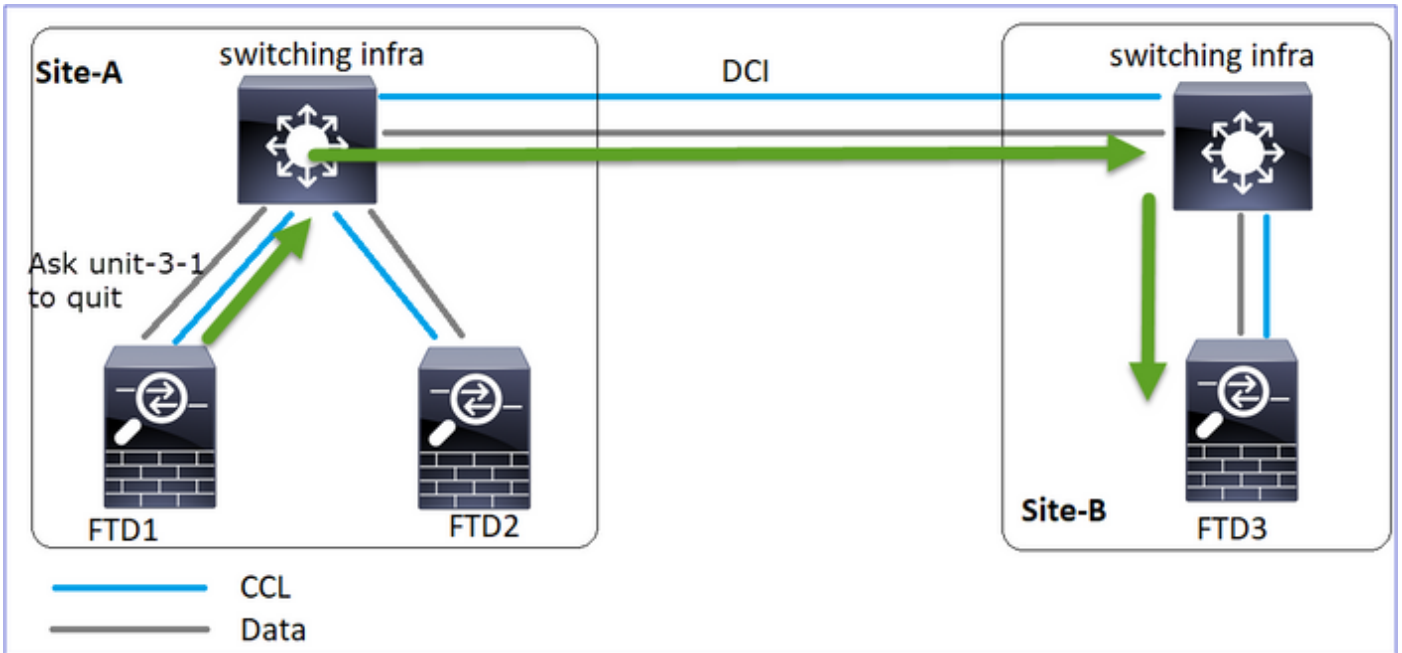 switching infra
Site-A
DCI
switching infra
Ask unit-3-1
to quit
FTD1
FTD2
Site-B
FTD3
CCL
Data